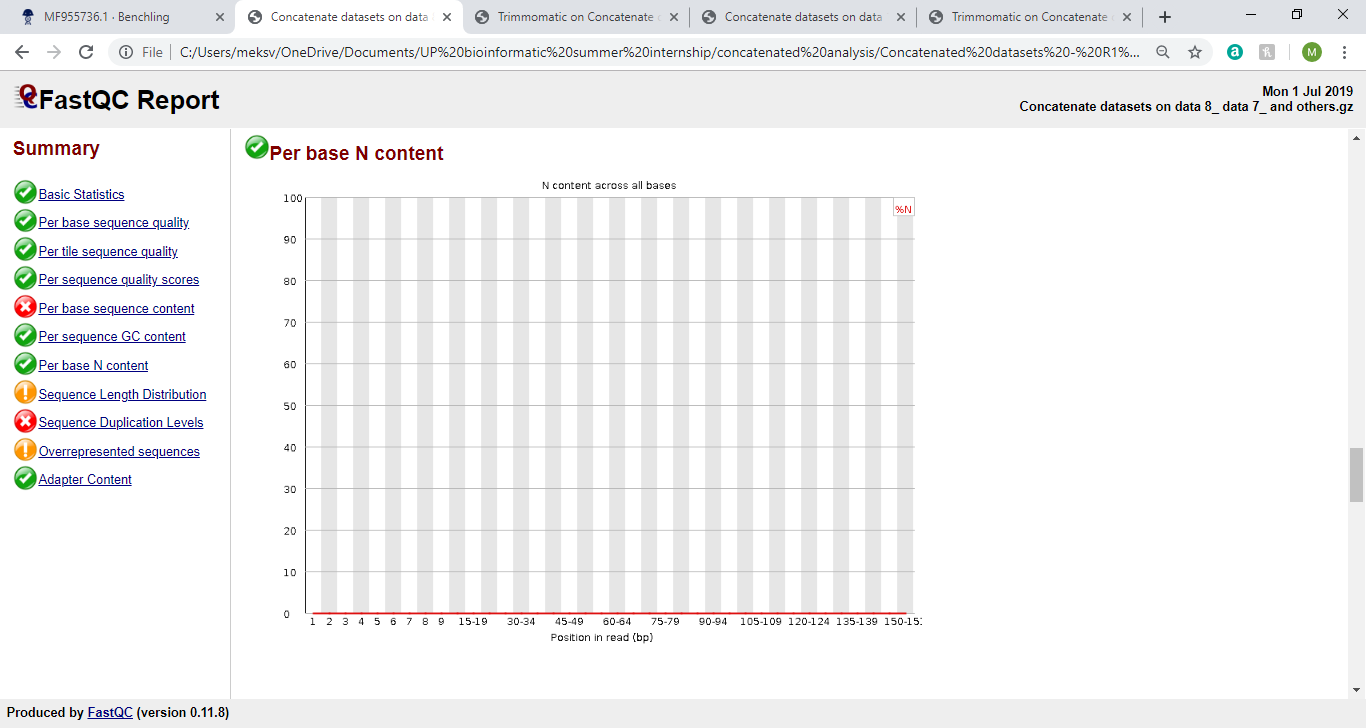 MF955736.1 · Benchling
Concatenate datasets on data
Trimmomatic on Concatenate
Concatenate datasets on data
Trimmomatic on Concatenate
File | C:/Users/meksv/OneDrive/Documents/UP%20bioinformatic%20summer%20internship/concatenated%20analysis/Concatenated%20datasets%20-%20R1%...
a
M
FastQC Report
Mon 1 Jul 2019
Concatenate datasets on data 8_ data 7_ and others.gz
Summary
Basic Statistics
Per base sequence quality
Per tile sequence quality
Per sequence quality scores
Per base sequence content
Per sequence GC content
Per base N content
Sequence Length Distribution
Sequence Duplication Levels
Overrepresented sequences
Adapter Content
Per base N content
N content across all bases
%N
100
90
80
70
60
50
40
30
20
10
0
1 2 3 4 5 6 7 8 9 15-19 30-34 45-49 60-64 75-79 90-94 105-109 120-124 135-139 150-151
Position in read (bp)
Produced by FastQC (version 0.11.8)